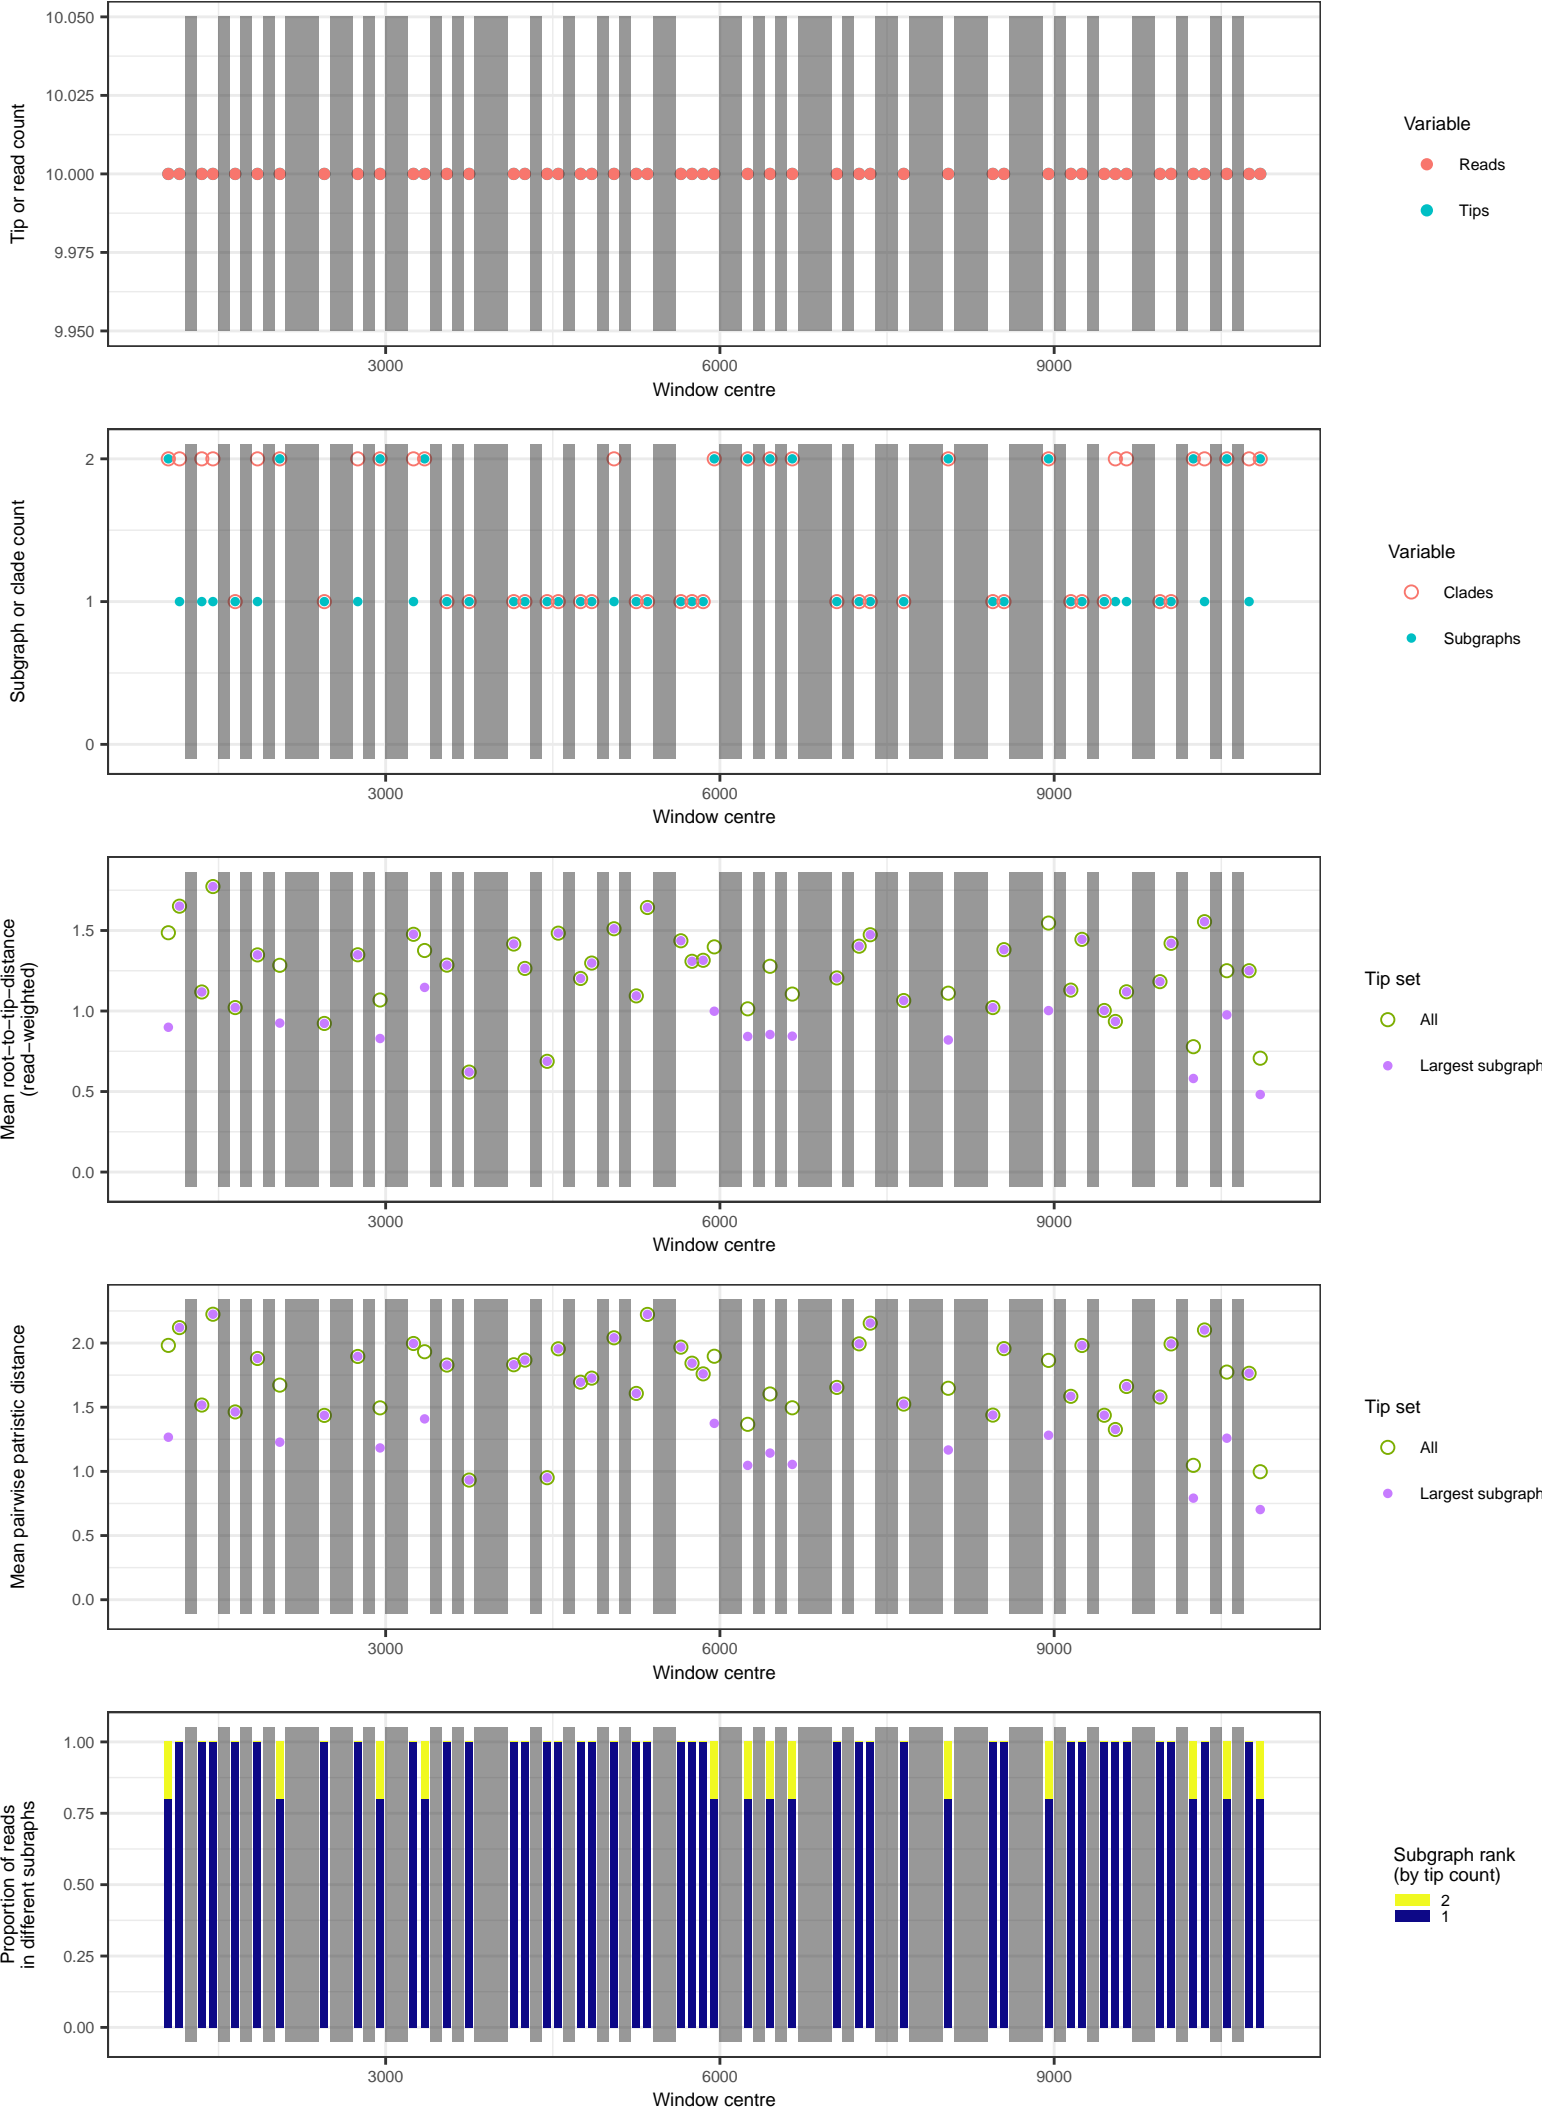 10.050
10.025
10.000
9.975
9.950
Tip or read count
3000
6000
9000
Window centre
Variable
Reads
Tips
2
1
0
Subgraph or clade count
3000
6000
9000
Window centre
Variable
Clades
Subgraphs
1.5
1.0
0.5
0.0
Mean root−to−tip−distance
(read−weighted)
3000
6000
9000
Window centre
Tip set
All
Largest subgraph
2.0
1.5
1.0
0.5
0.0
Mean pairwise patristic distance
3000
6000
9000
Window centre
Tip set
All
Largest subgraph
1.00
0.75
0.50
0.25
0.00
Proportion of reads
in different subraphs
3000
6000
9000
Window centre
Subgraph rank
(by tip count)
2
1